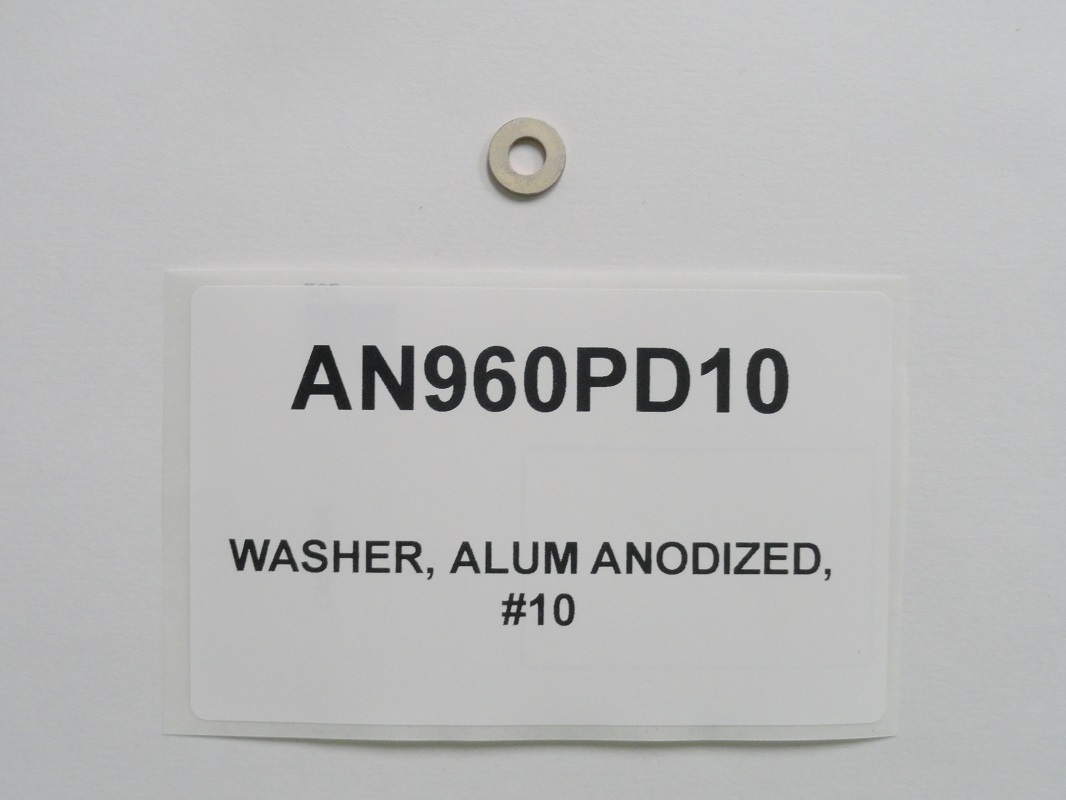 AN960PD10
WASHER, ALUM ANODIZED,
#10